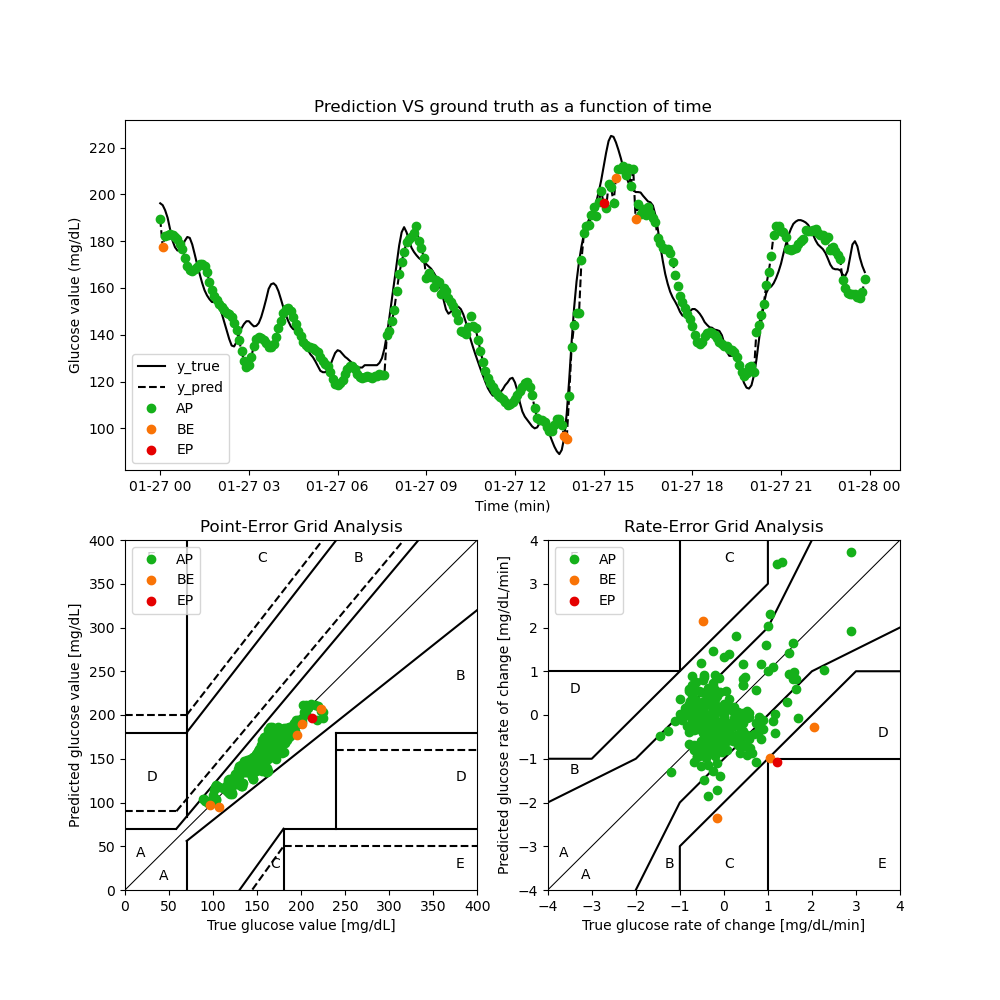 Prediction VS ground truth as a function of time
Glucose value (mg/dL)
220
200
180
160
140
120
100
y_true
y_pred
AP
BE
EP
01-27 00 01-27 03 01-27 06 01-27 09 01-27 12 01-27 15 01-27 18 01-27 21 01-28 00
Time (min)
Point-Error Grid Analysis
Predicted glucose value [mg/dL]
400
350
300
250
200
150
100
50
0
AP
BE
EP
C
B
B
D
D
A
A
C
E
0 50 100 150 200 250 300 350 400
True glucose value [mg/dL]
Rate-Error Grid Analysis
Predicted glucose rate of change [mg/dL/min]
4
3
2
1
0
−1
−2
−3
−4
AP
BE
EP
C
D
D
B
A
A
B
C
E
−4 −3 −2 −1 0 1 2 3 4
True glucose rate of change [mg/dL/min]